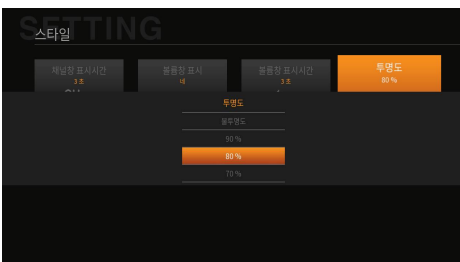 SETTING
스타일
채널창 표시시간
3 초
볼륨창 표시
네
볼륨창 표시시간
3 초
투명도
80 %
투명도
불투명도
90 %
80 %
70 %